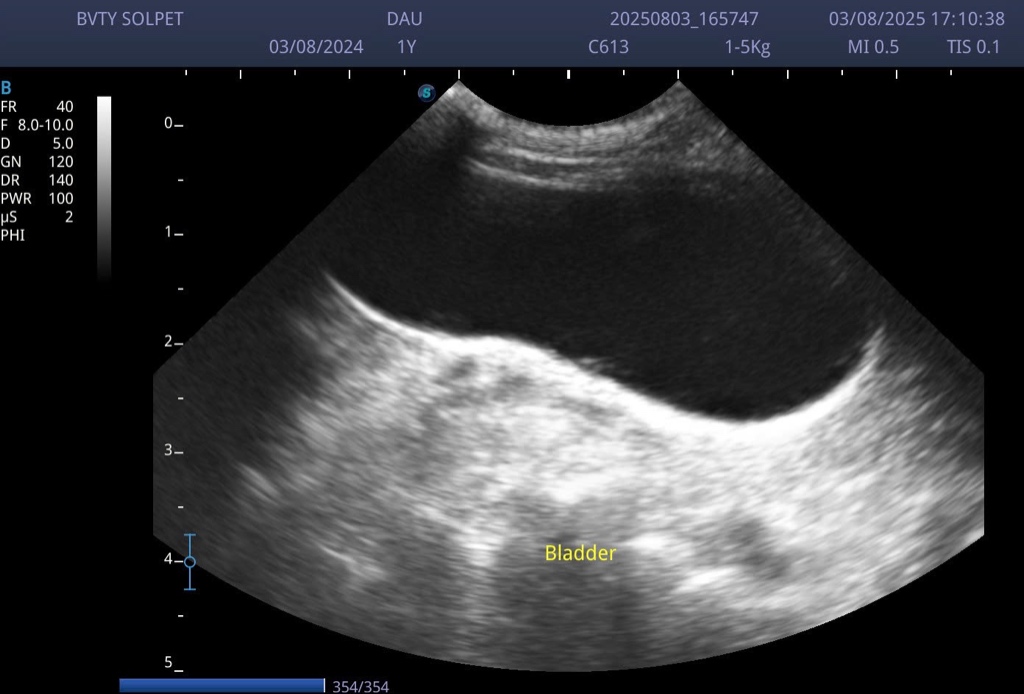 BVTY SOLPET DAU 20250803_165747 03/08/2025 17:10:38
03/08/2024 1Y C613 1-5Kg MI 0.5 TIS 0.1
B
S
FR 40
F 8.0-10.0
D 5.0
GN 120
DR 140
PWR 100
µS 2
PHI
0
1
2
3
4
5
Bladder
354/354